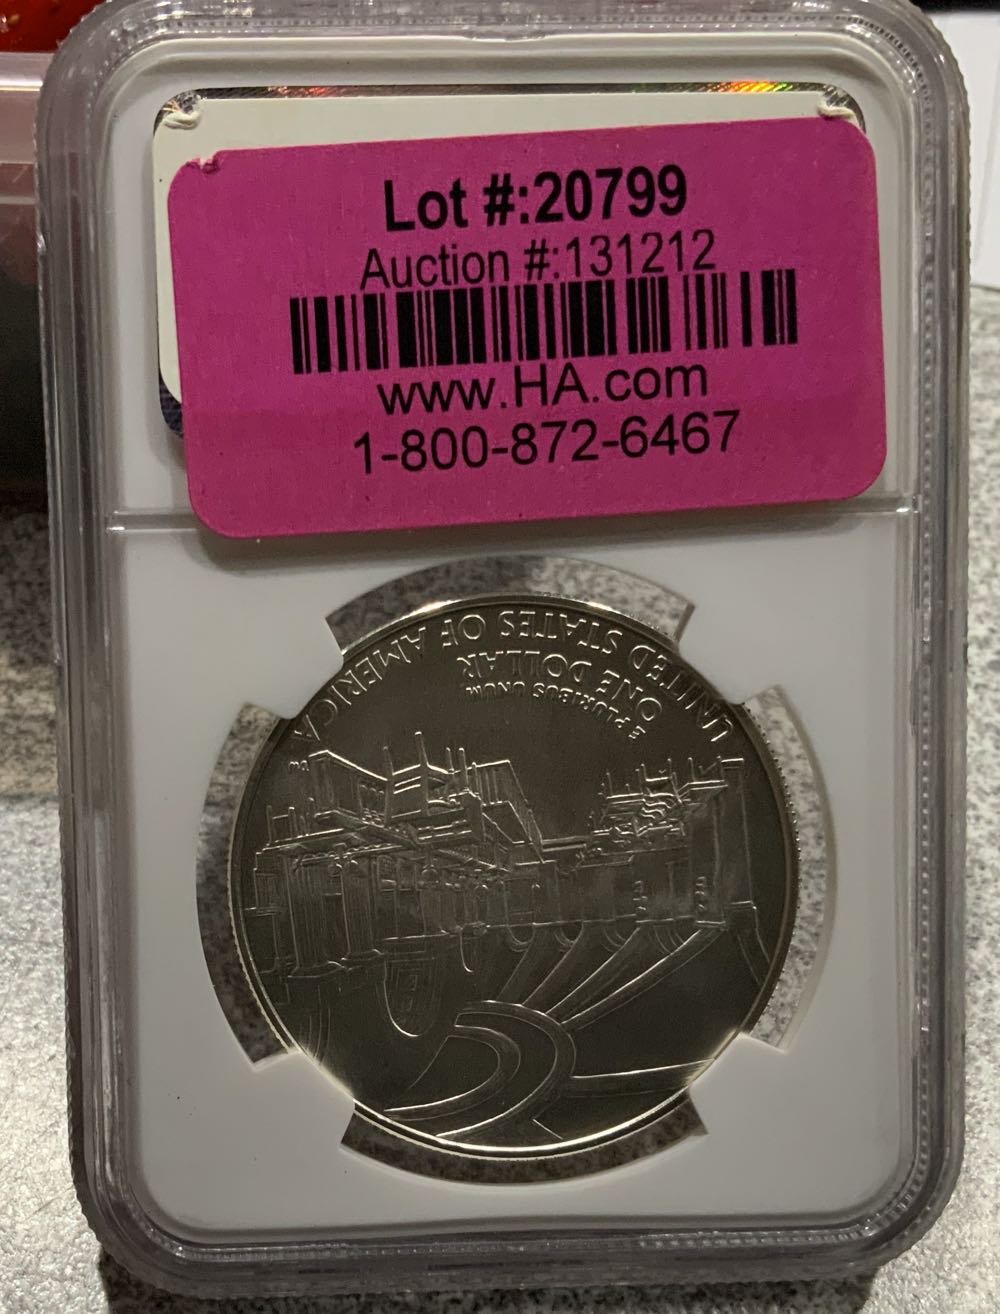 Lot #:20799
Auction #:131212
www.HA.com
1-800-872-6467
UNITED STATES OF AMERICA
ONE DOLLAR
E PLURIBUS UNUM